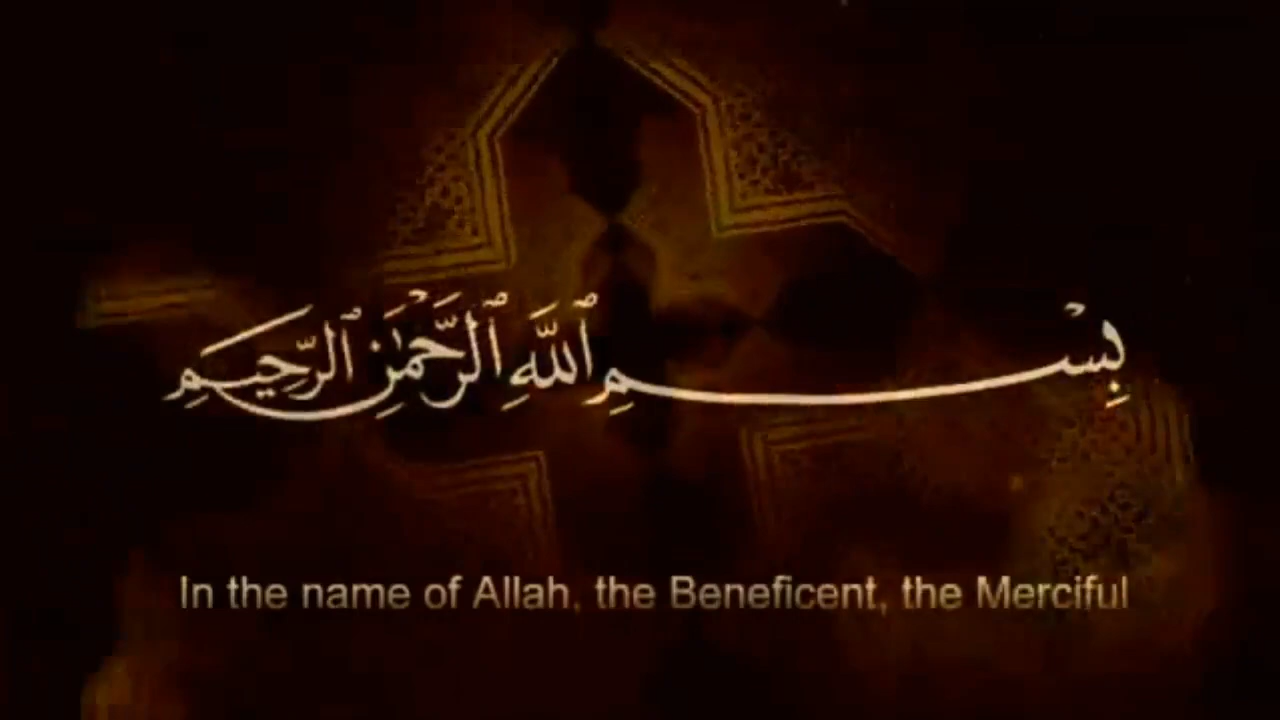 بِسْمِ ٱللَّهِ ٱلرَّحْمَٰنِ ٱلرَّحِيمِ
In the name of Allah, the Beneficent, the Merciful